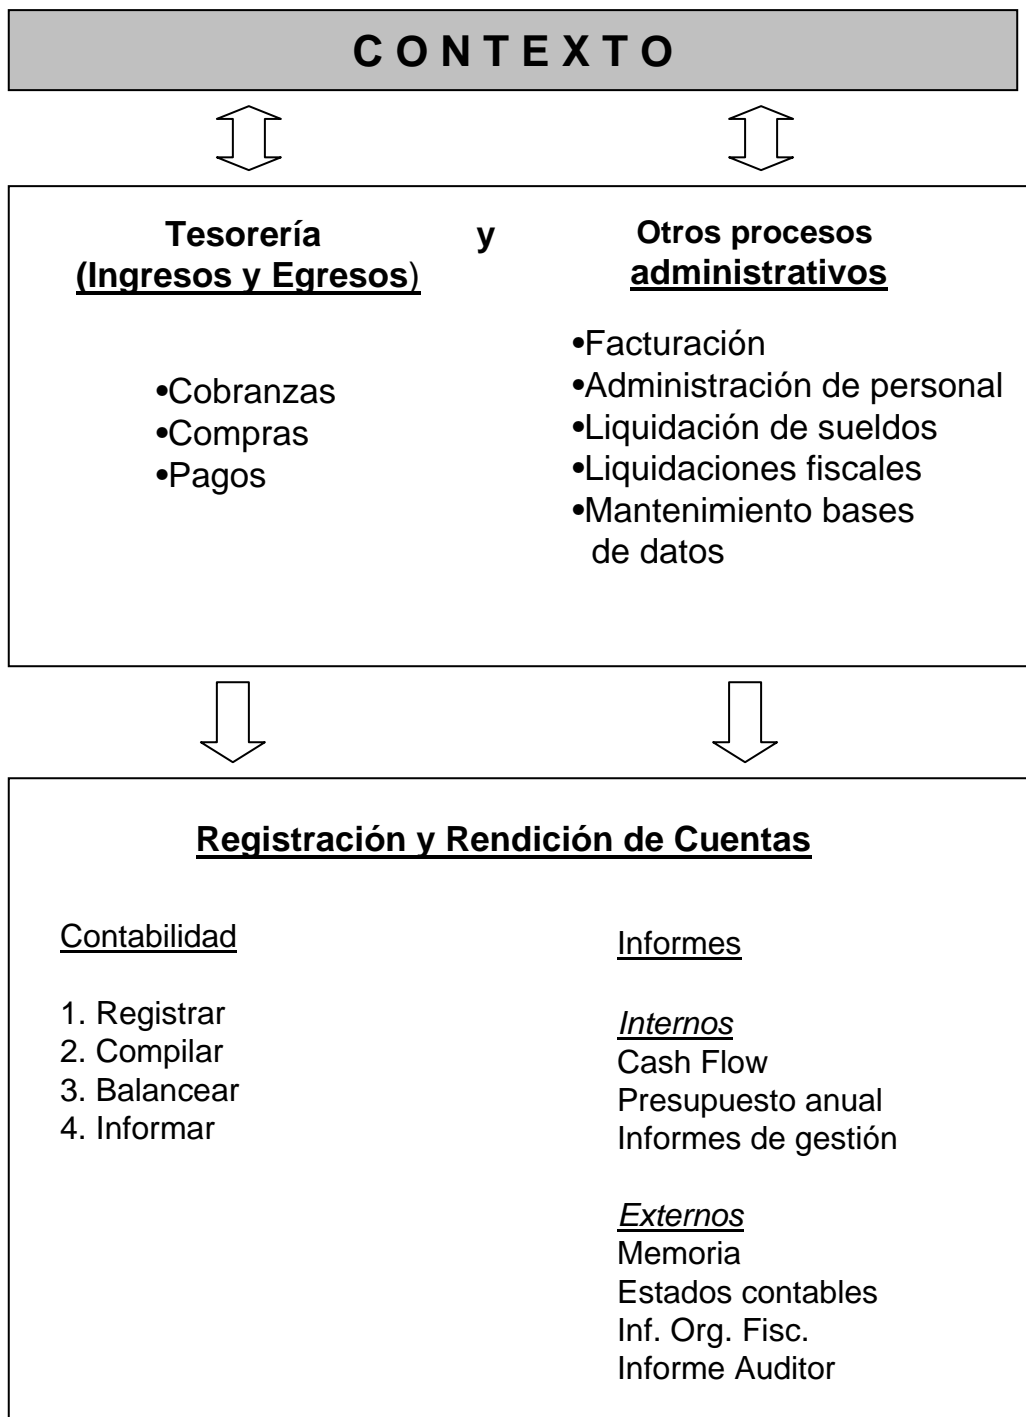 C O N T E X T O
Tesorería y Otros procesos
(Ingresos y Egresos) administrativos
•Cobranzas
•Compras
•Pagos
•Facturación
•Administración de personal
•Liquidación de sueldos
•Liquidaciones fiscales
•Mantenimiento bases
de datos
Registración y Rendición de Cuentas
Contabilidad
1. Registrar
2. Compilar
3. Balancear
4. Informar
Informes
Internos
Cash Flow
Presupuesto anual
Informes de gestión
Externos
Memoria
Estados contables
Inf. Org. Fisc.
Informe Auditor